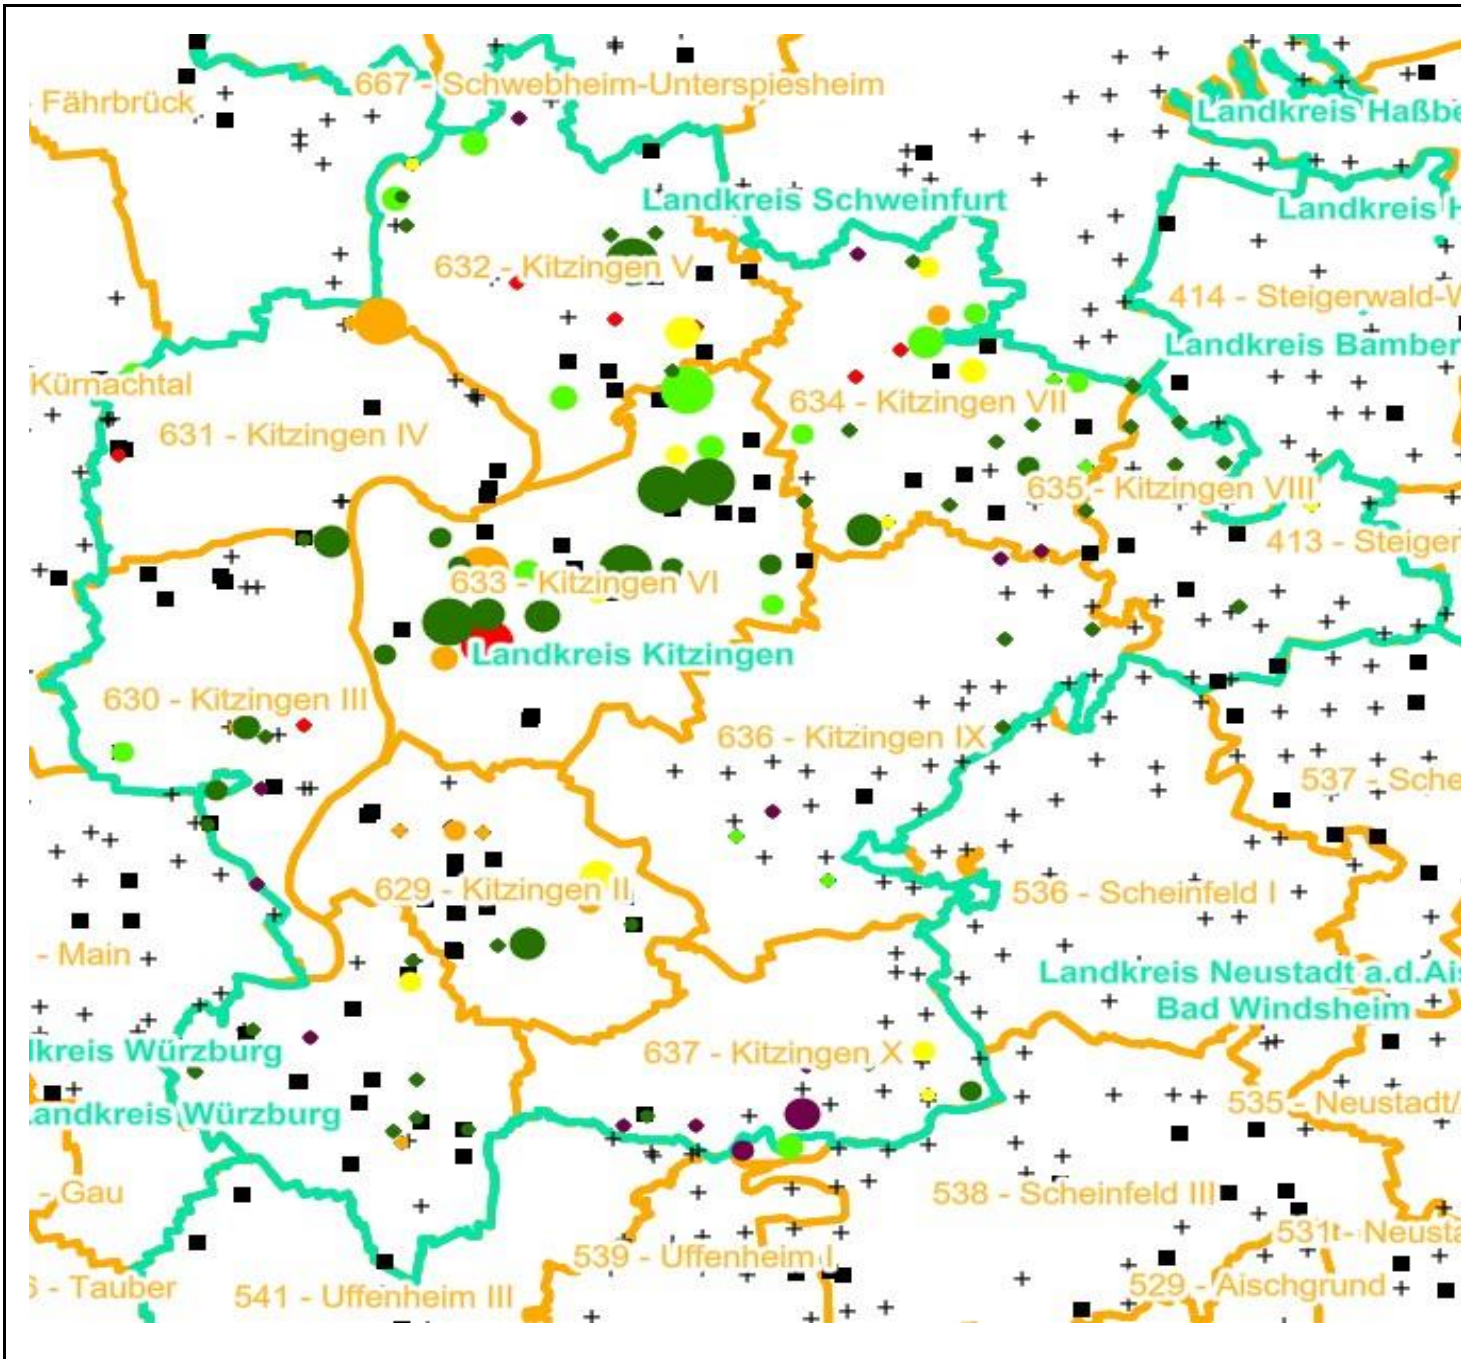 667 - Schwebheim-Unterspiesheim
Fährbrück
Landkreis Haßbe
Landkreis Schweinfurt
Landkreis H
632 - Kitzingen V
414 - Steigerwald-W
Landkreis Bamber
Kürnachtal
634 - Kitzingen VII
631 - Kitzingen IV
635 - Kitzingen VIII
413 - Steiger
633 - Kitzingen VI
Landkreis Kitzingen
630 - Kitzingen III
636 - Kitzingen IX
537 - Sche
629 - Kitzingen II
536 - Scheinfeld I
- Main
Landkreis Neustadt a.d.Ais
Bad Windsheim
lkreis Würzburg
637 - Kitzingen X
andkreis Würzburg
535 - Neustadt/
- Gau
538 - Scheinfeld III
531 - Neusta
539 - Uffenheim I
6 - Tauber
541 - Uffenheim III
529 - Aischgrund